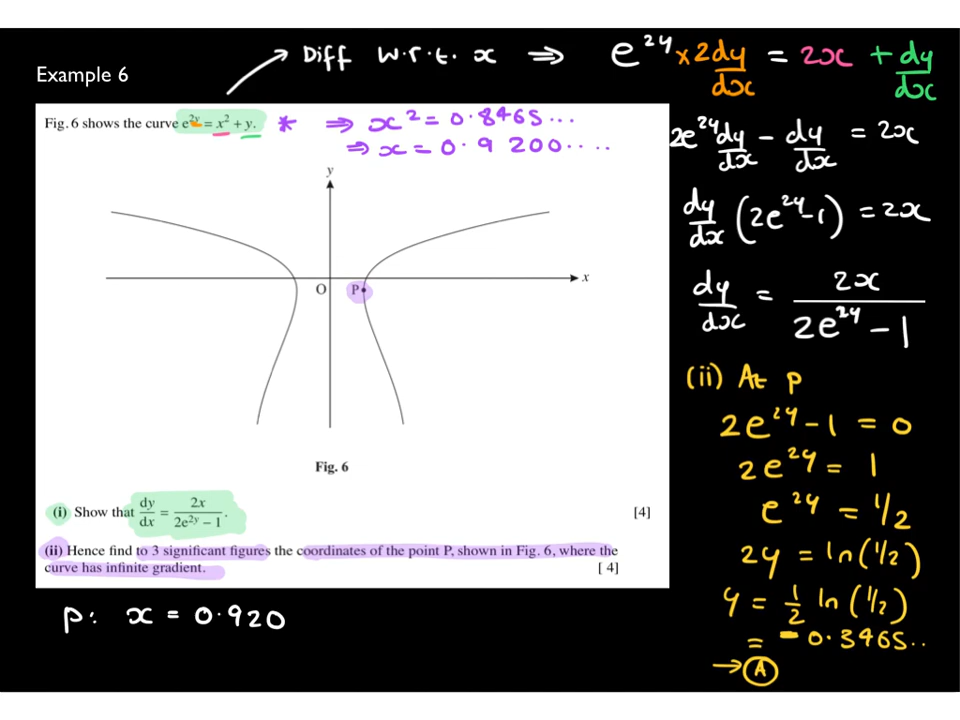 Example 6
→ Diff w.r.t. x ⇒ e^{2y} × 2dy/dx = 2x + dy/dx
Fig. 6 shows the curve e^{2y} = x² + y. * ⇒ x² = 0.8465...
⇒ x = 0.9200....
2e^{2y} dy/dx - dy/dx = 2x
dy/dx (2e^{2y} - 1) = 2x
dy/dx = 2x/(2e^{2y} - 1)
y
x
O
P
Fig. 6
(i) Show that dy/dx = 2x/(2e^{2y} - 1). [4]
(ii) Hence find to 3 significant figures the coordinates of the point P, shown in Fig. 6, where the
curve has infinite gradient. [ 4]
P: x = 0.920
(ii) At P
2e^{2y} - 1 = 0
2e^{2y} = 1
e^{2y} = 1/2
2y = ln(1/2)
y = 1/2 ln(1/2)
= -0.3465..
→ A